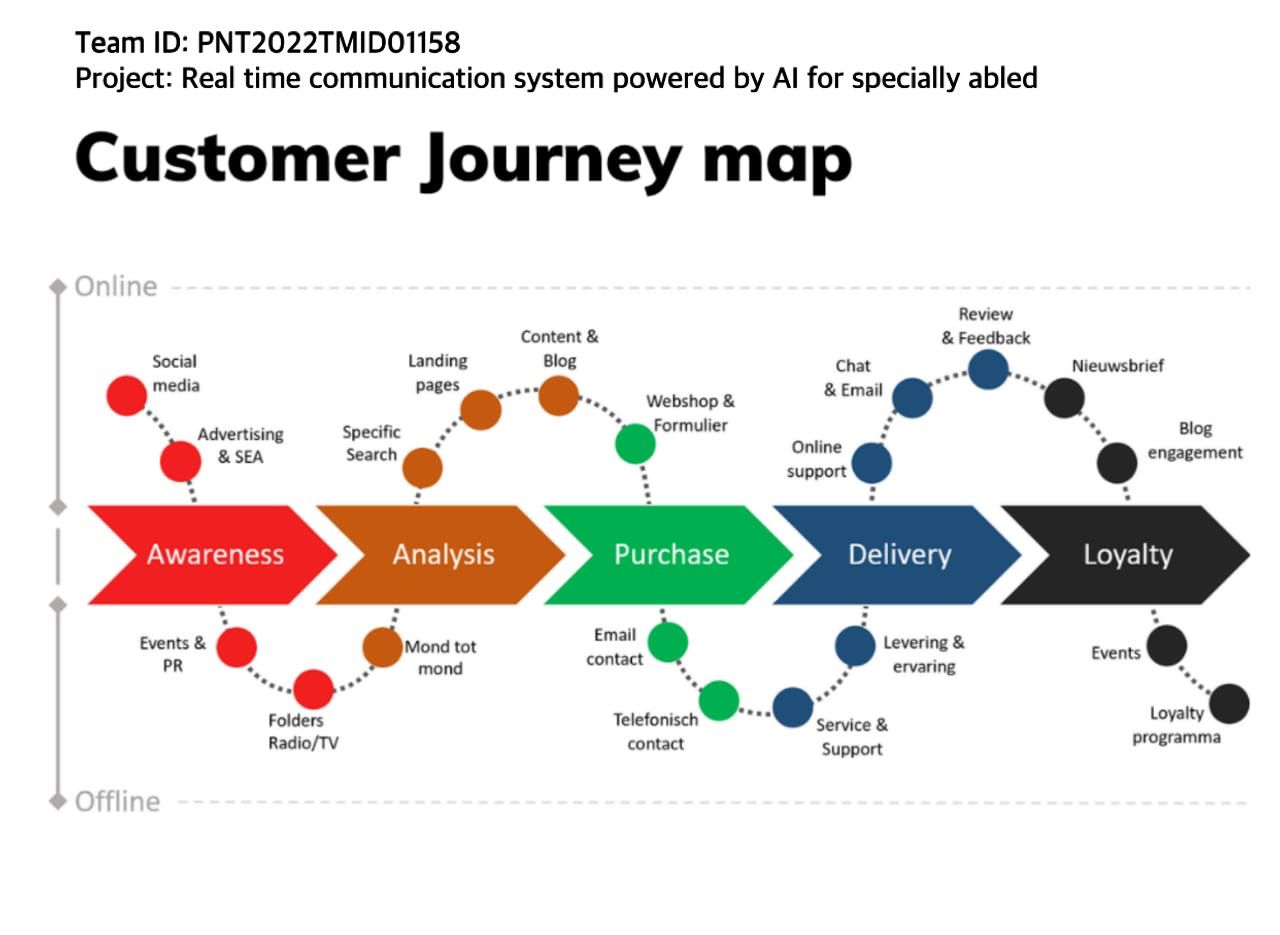 Team ID: PNT2022TMID01158
Project: Real time communication system powered by AI for specially abled
Customer Journey map
Online
Social
media
Advertising
& SEA
Specific
Search
Landing
pages
Content &
Blog
Webshop &
Formulier
Online
support
Chat
& Email
Review
& Feedback
Nieuwsbrief
Blog
engagement
Awareness
Analysis
Purchase
Delivery
Loyalty
Events &
PR
Folders
Radio/TV
Mond tot
mond
Email
contact
Telefonisch
contact
Service &
Support
Levering &
ervaring
Events
Loyalty
programma
Offline